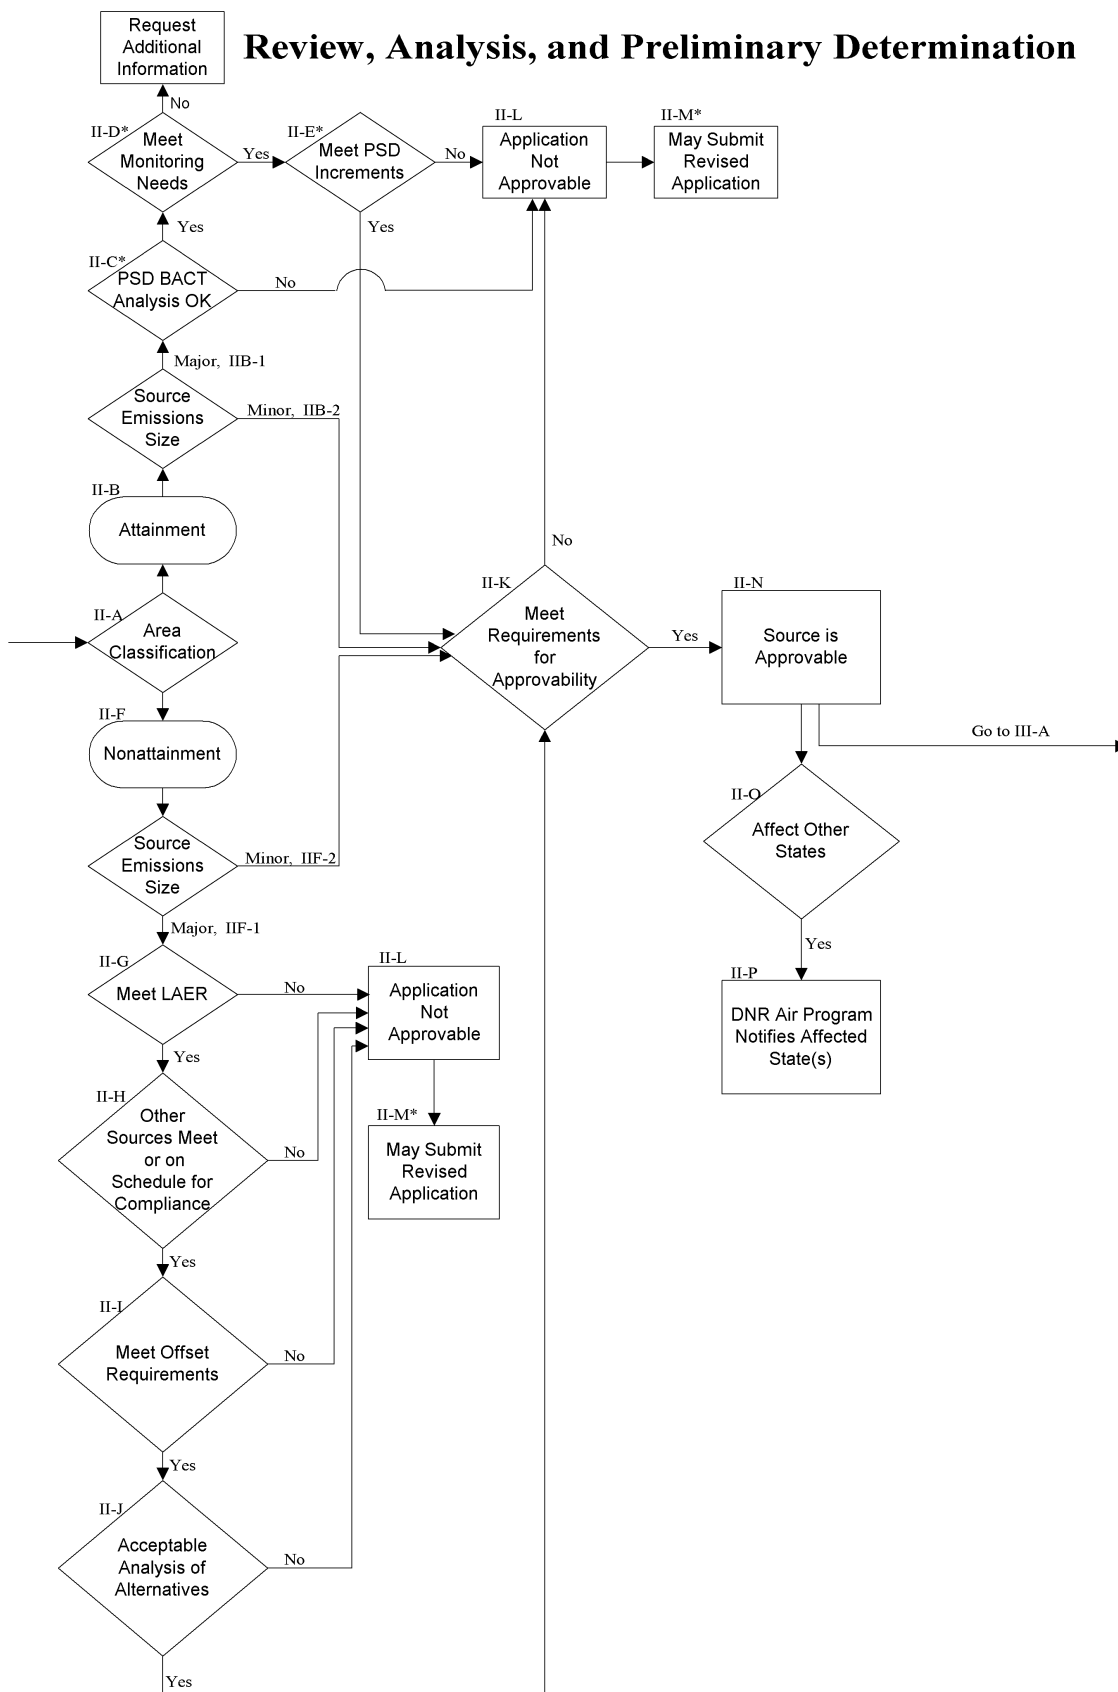 Request
Additional
Information
Review, Analysis, and Preliminary Determination
No
II-D*
Meet
Monitoring
Needs
Yes
II-E*
Meet PSD
Increments
No
II-L
Application
Not
Approvable
II-M*
May Submit
Revised
Application
Yes
Yes
II-C*
PSD BACT
Analysis OK
No
Major, IIB-1
Source
Emissions
Size
Minor, IIB-2
II-B
Attainment
II-A
Area
Classification
II-F
Nonattainment
Source
Emissions
Size
Minor, IIF-2
Major, IIF-1
No
II-K
Meet
Requirements
for
Approvability
Yes
II-N
Source is
Approvable
Go to III-A
II-O
Affect Other
States
Yes
II-P
DNR Air Program
Notifies Affected
State(s)
II-G
Meet LAER
No
II-L
Application
Not
Approvable
Yes
II-H
Other
Sources Meet
or on
Schedule for
Compliance
No
II-M*
May Submit
Revised
Application
Yes
II-I
Meet Offset
Requirements
No
Yes
II-J
Acceptable
Analysis of
Alternatives
No
Yes